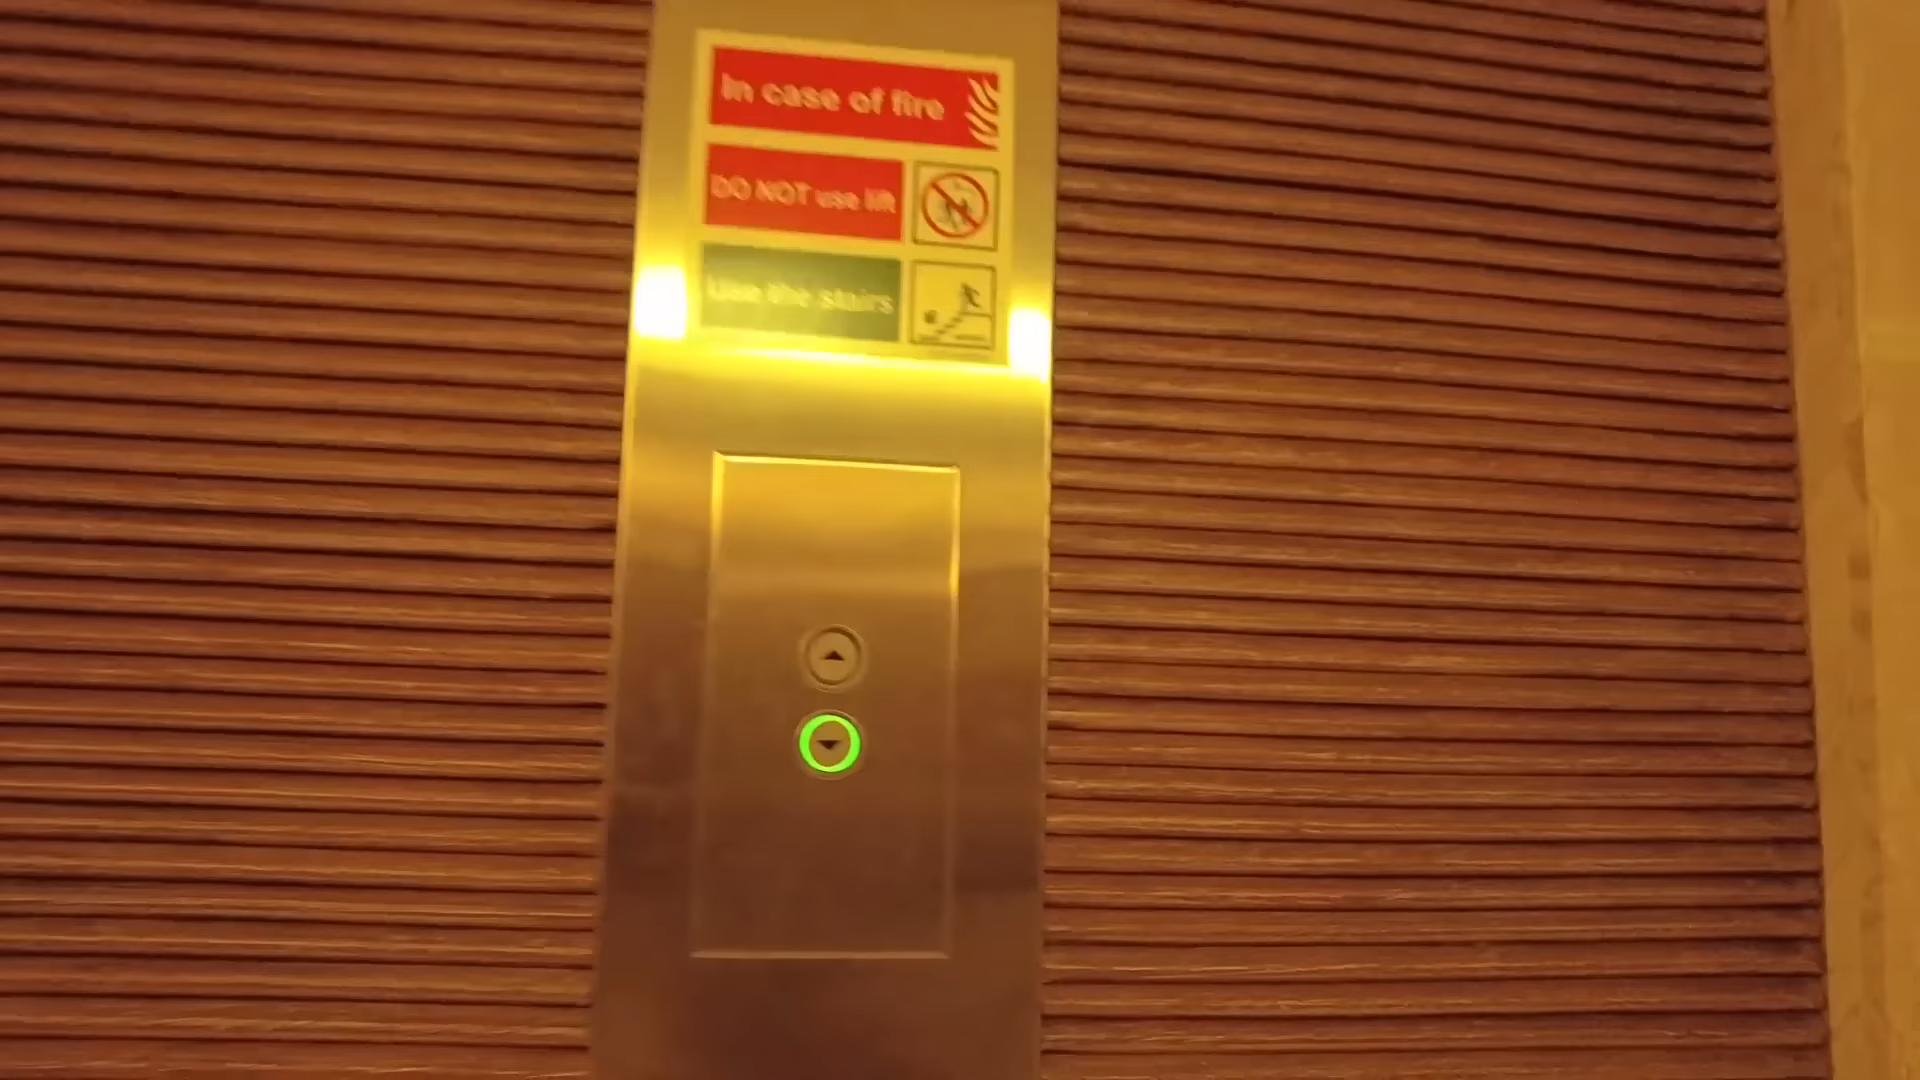 In case of fire
DO NOT use lift
Use the stairs